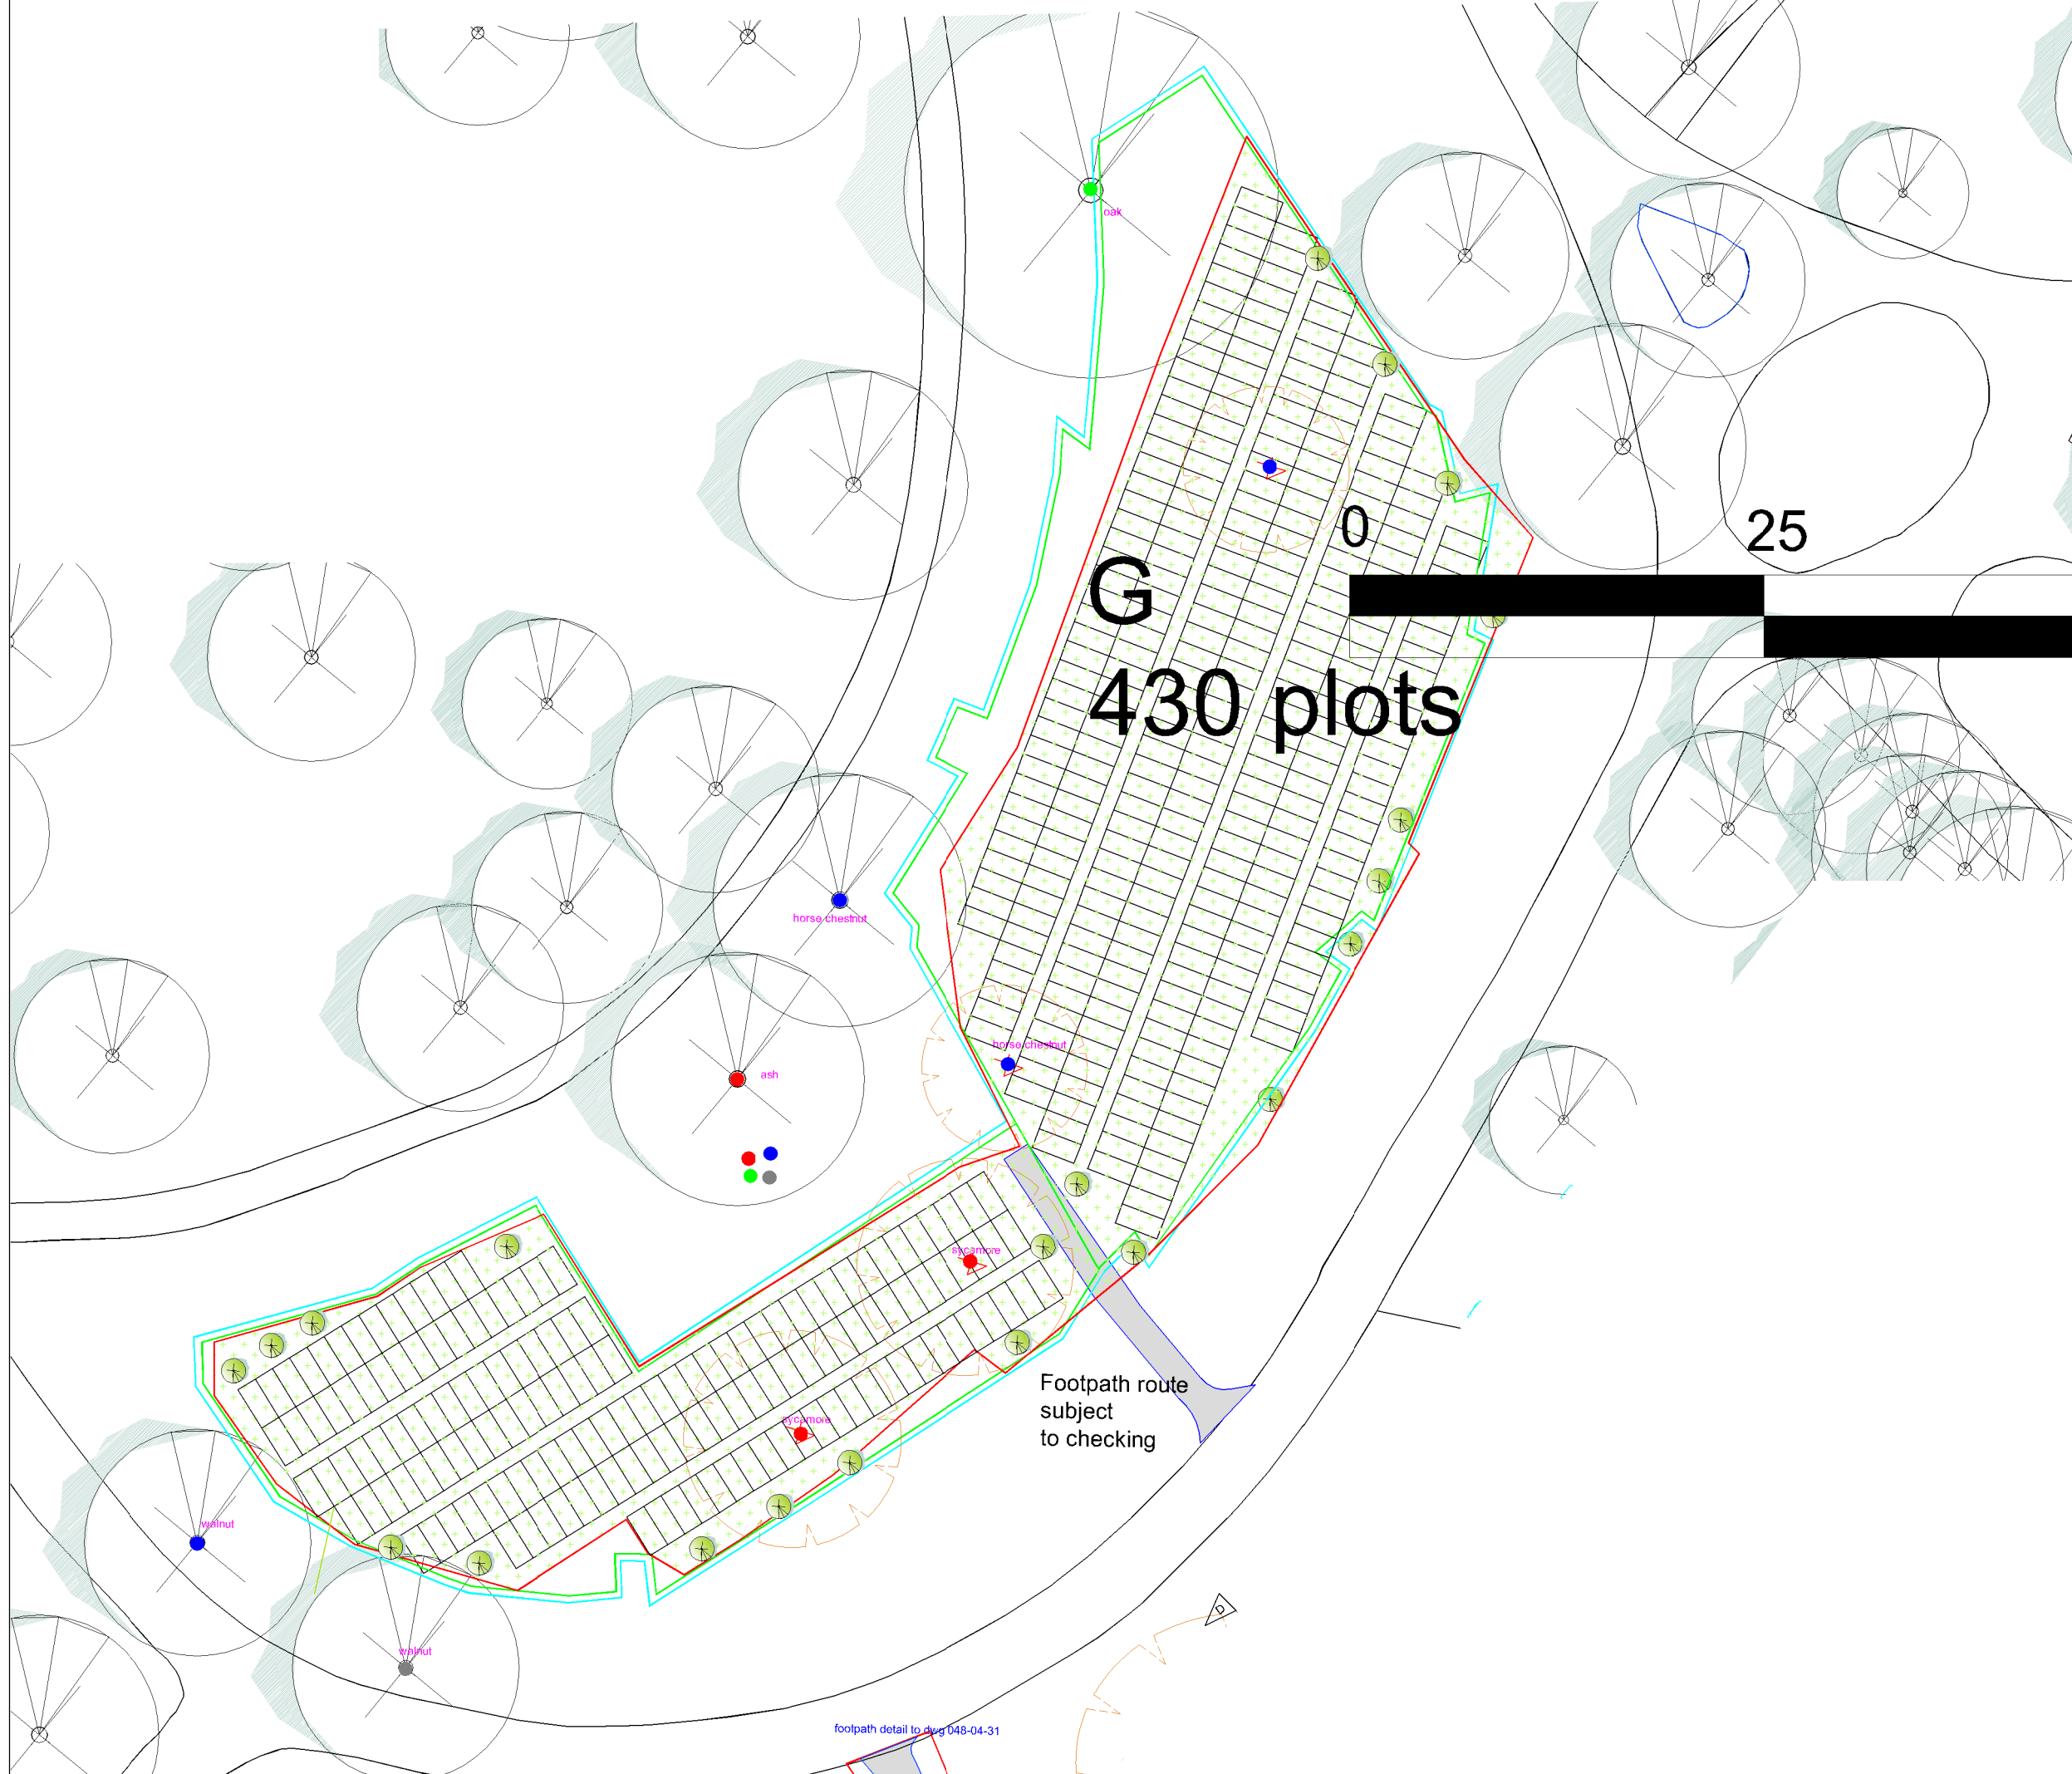 oak
0
25
G
430 plots
horse chestnut
horse chestnut
ash
sycamore
Footpath route
subject
to checking
sycamore
walnut
D
walnut
footpath detail to dwg 048-04-31